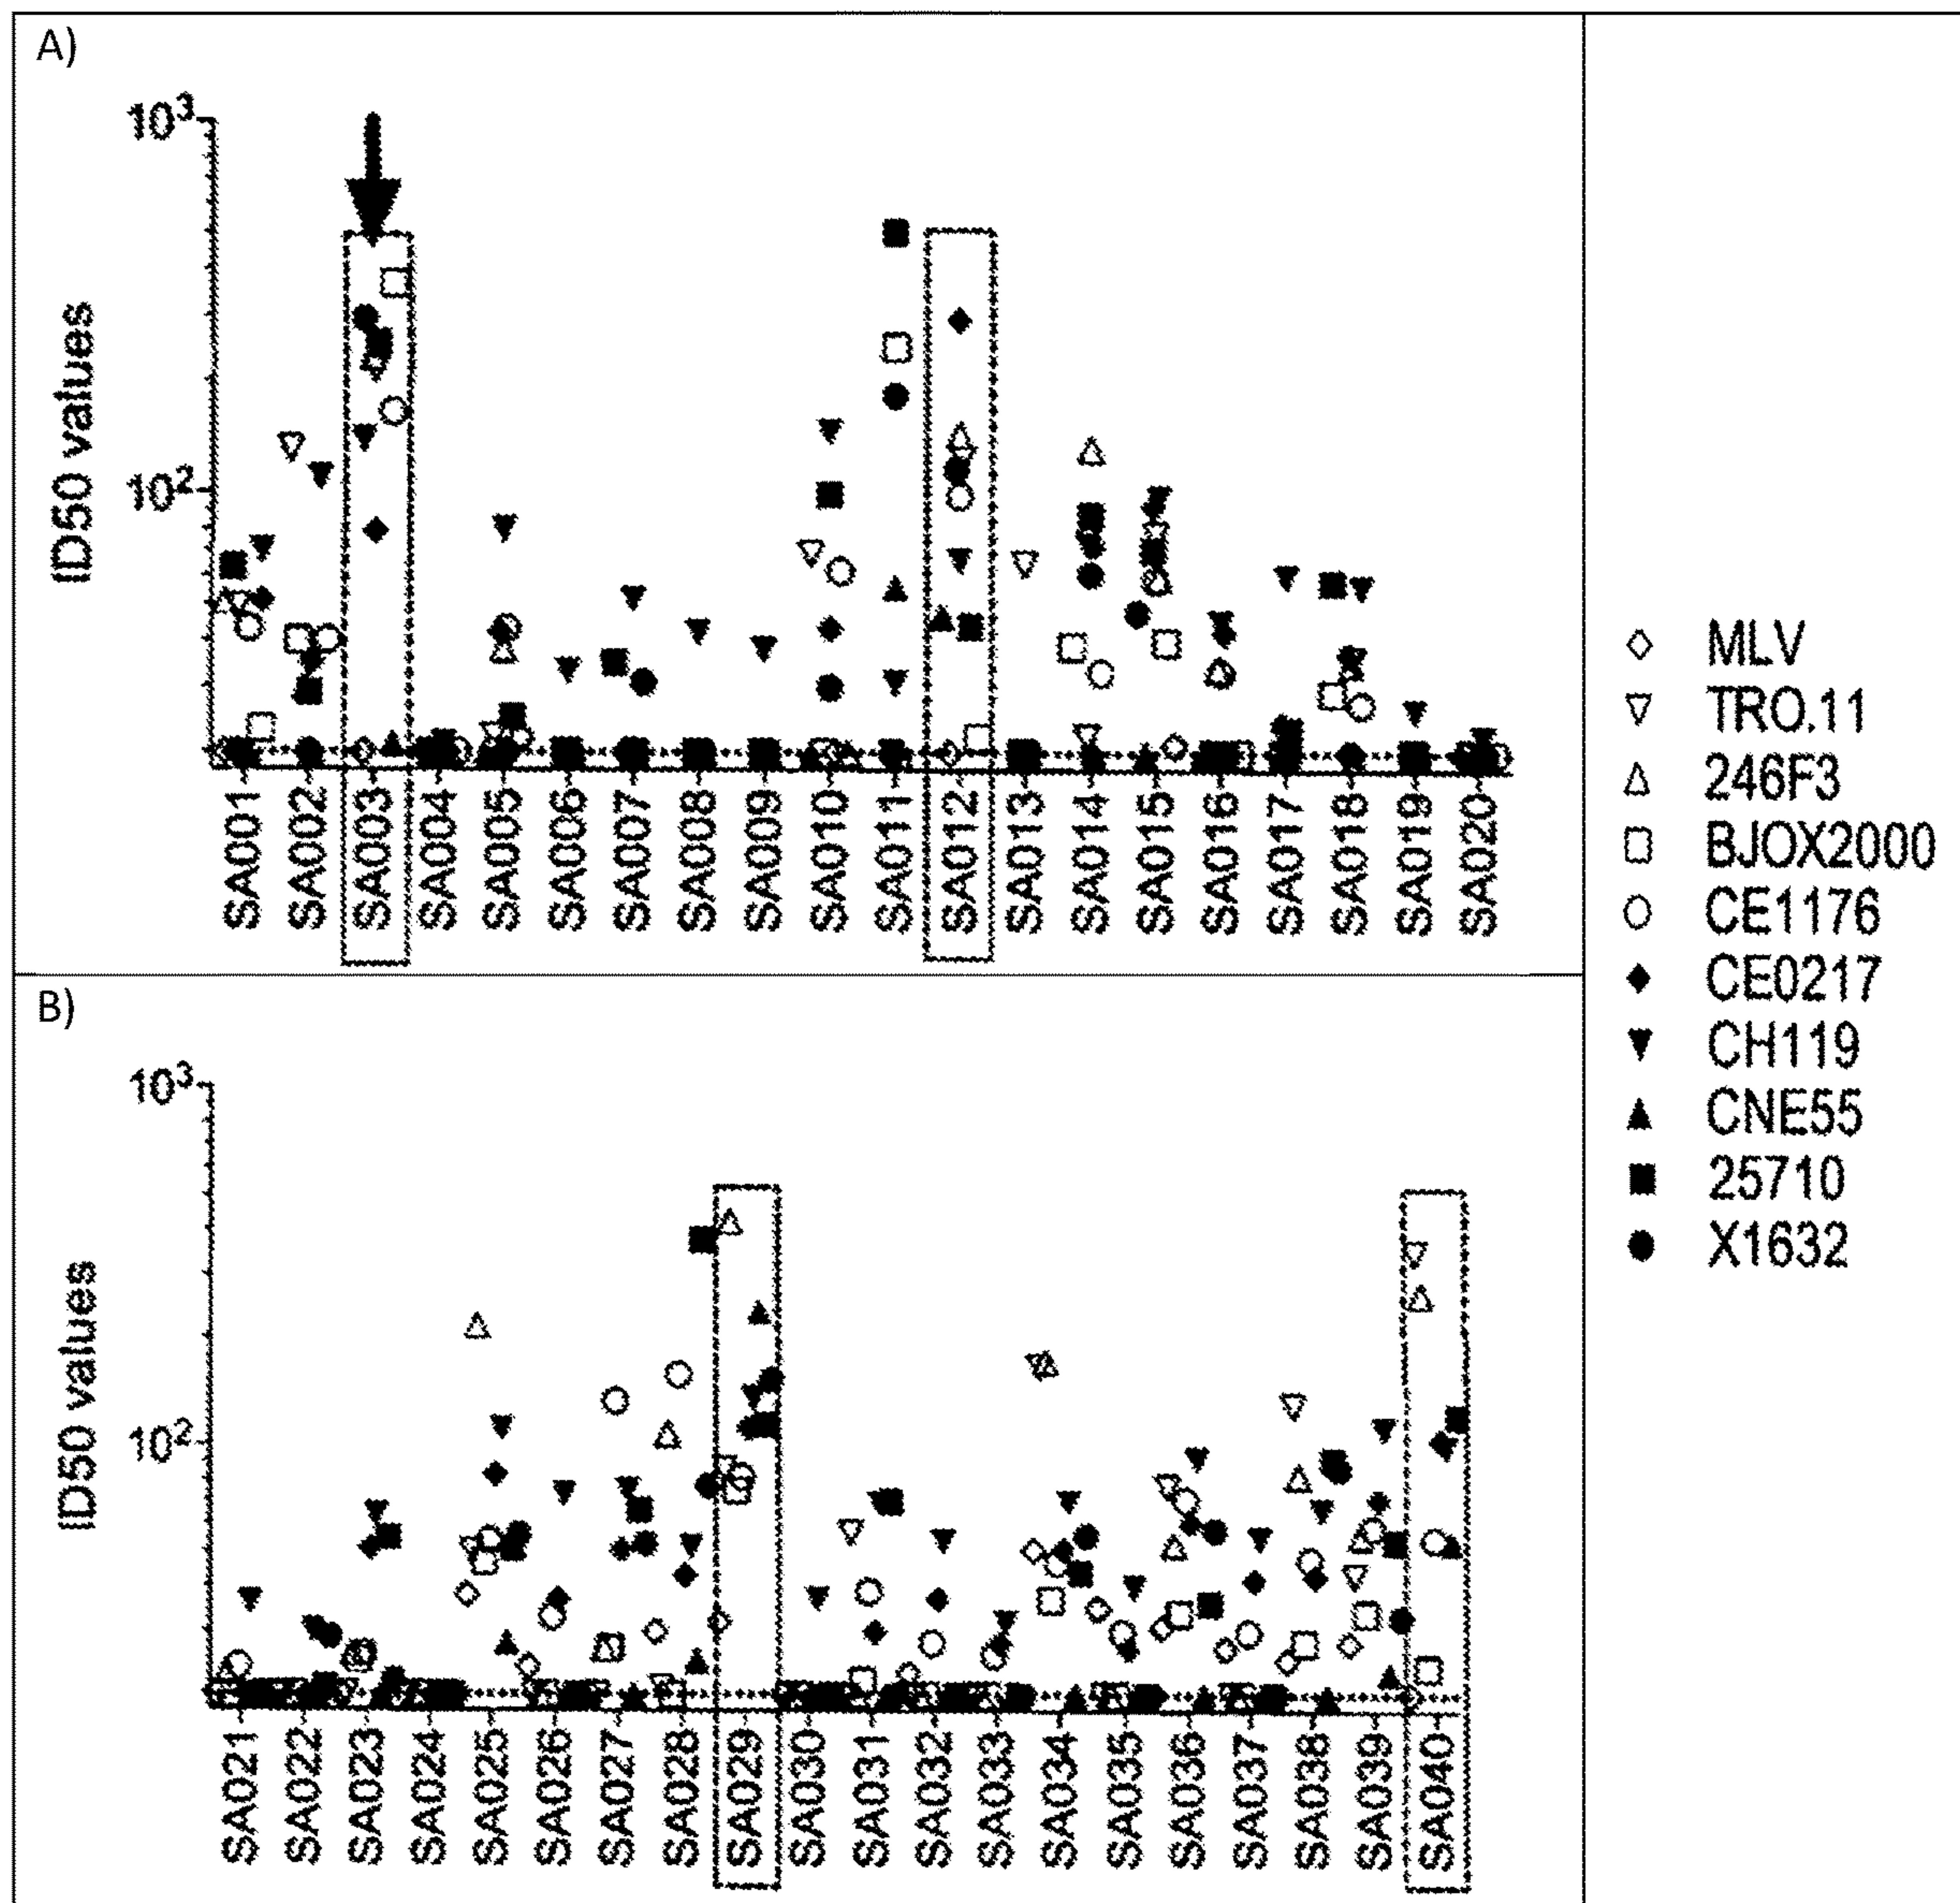 A)
10³
10²
ID50 values
SA001 SA002 SA003 SA004 SA005 SA006 SA007 SA008 SA009 SA010 SA011 SA012 SA013 SA014 SA015 SA016 SA017 SA018 SA019 SA020
B)
10³
10²
ID50 values
SA021 SA022 SA023 SA024 SA025 SA026 SA027 SA028 SA029 SA030 SA031 SA032 SA033 SA034 SA035 SA036 SA037 SA038 SA039 SA040
MLV
TRO.11
246F3
BJOX2000
CE1176
CE0217
CH119
CNE55
25710
X1632